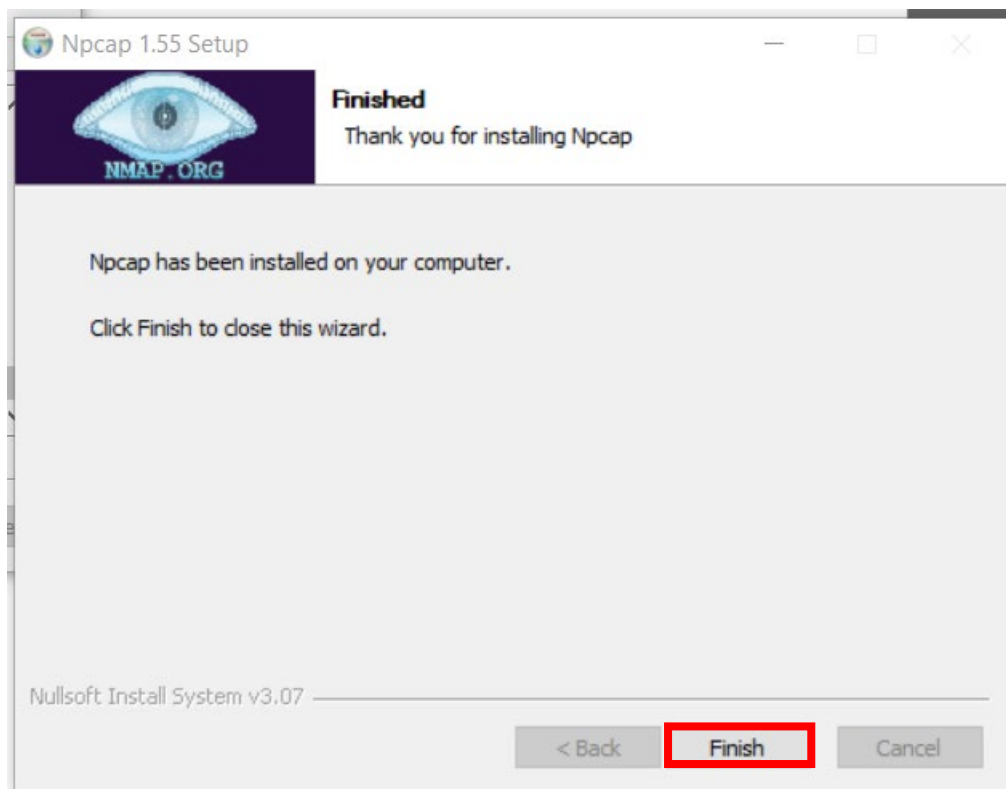 Npcap 1.55 Setup
NMAP.ORG
Finished
Thank you for installing Npcap
Npcap has been installed on your computer.
Click Finish to close this wizard.
Nullsoft Install System v3.07
< Back
Finish
Cancel